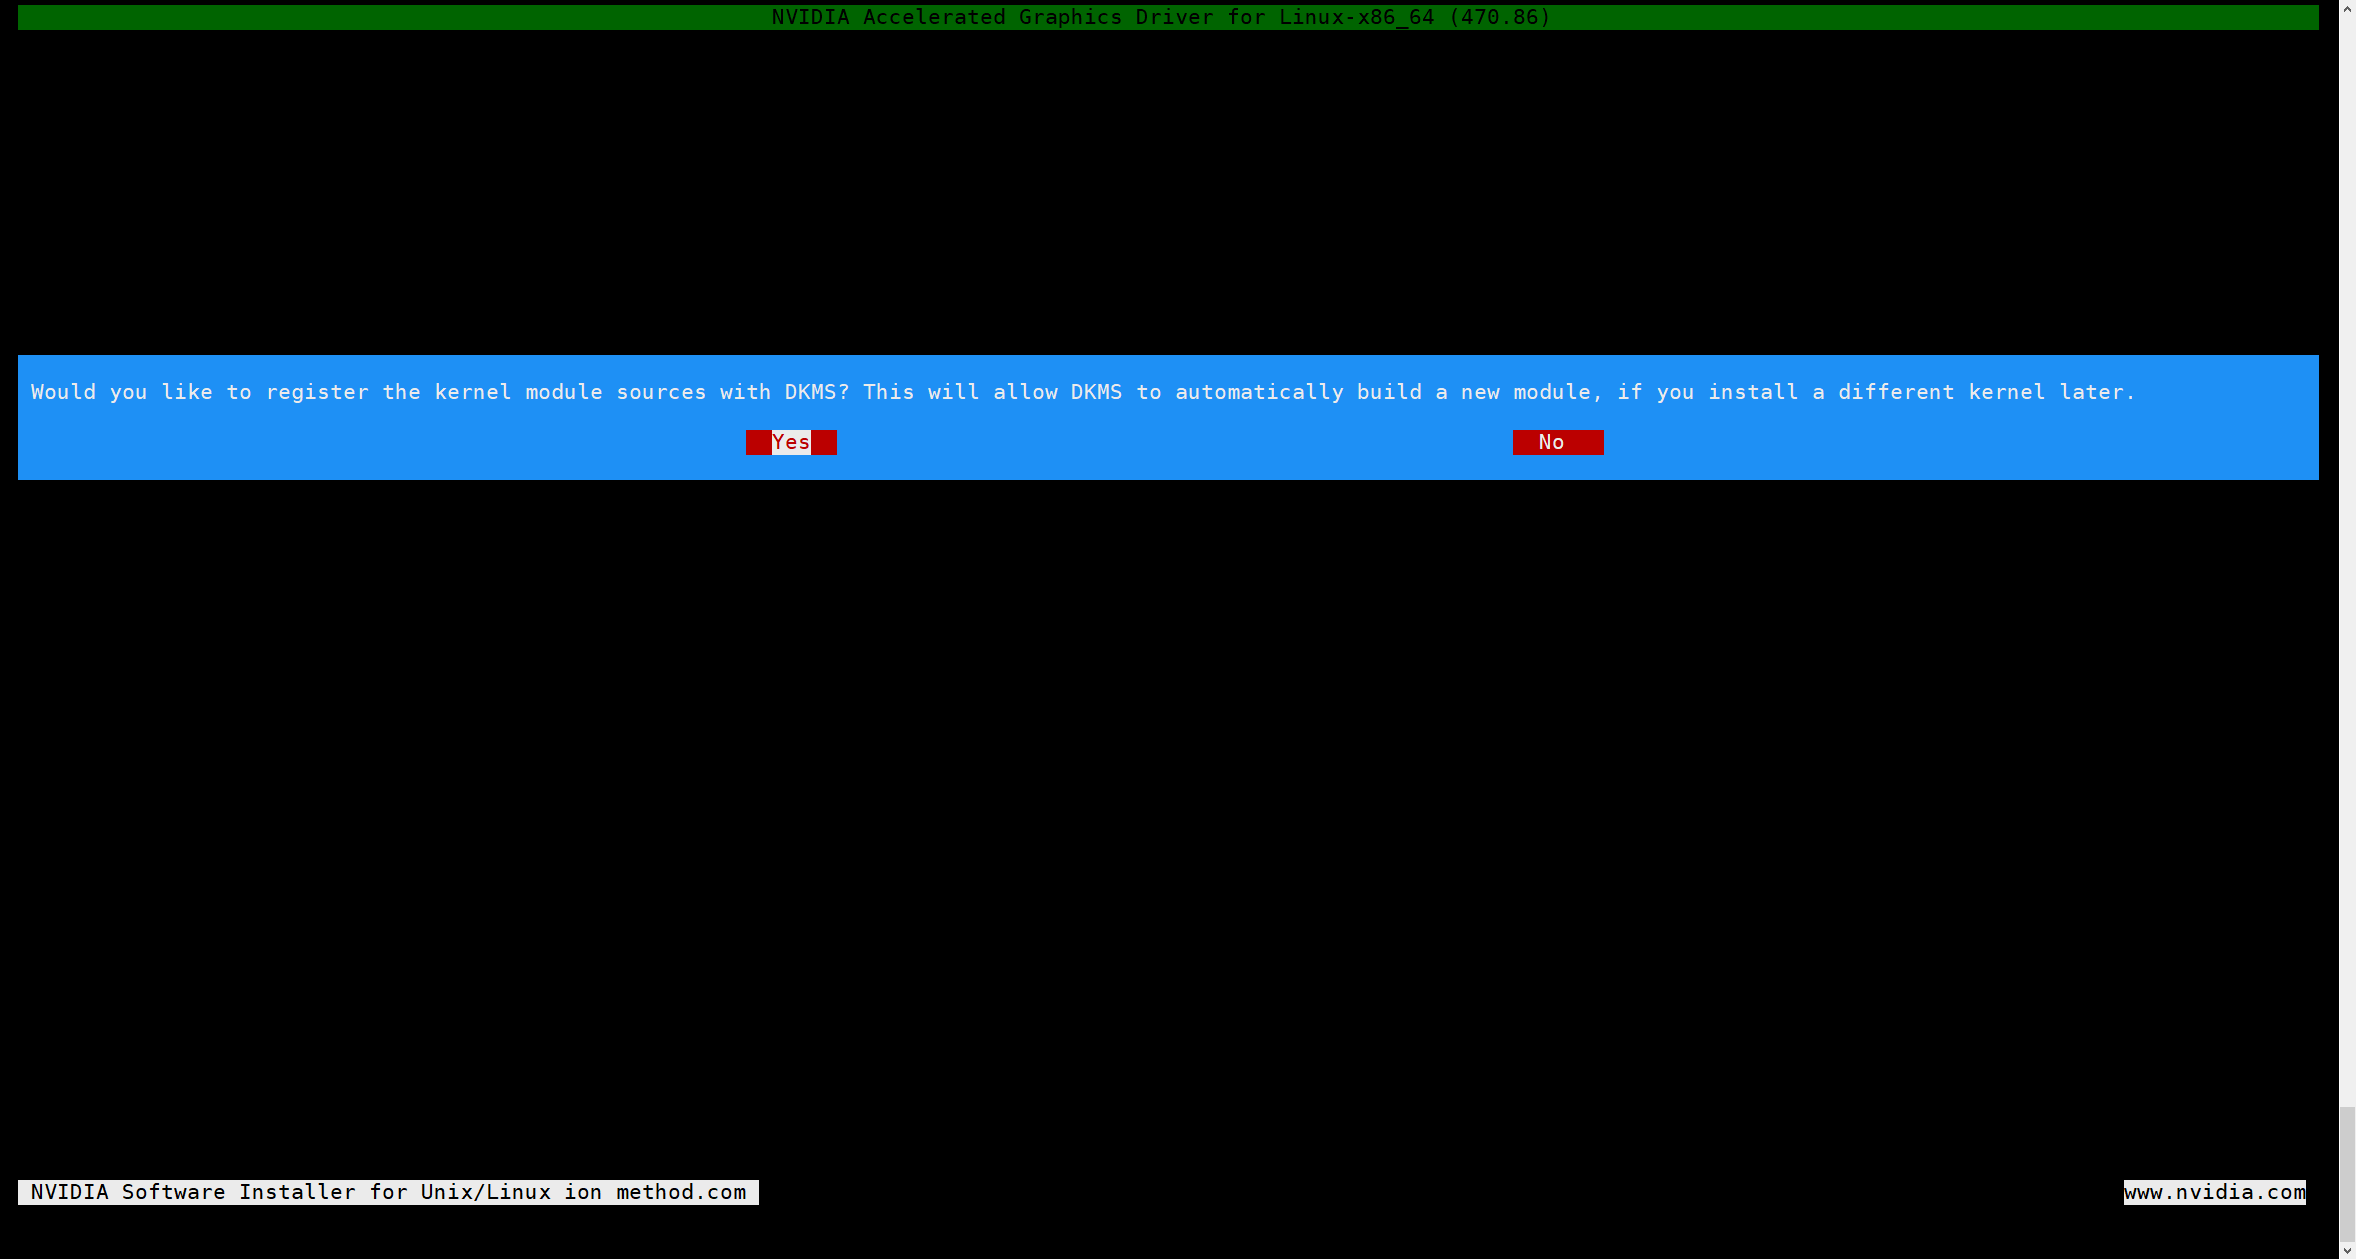 NVIDIA Accelerated Graphics Driver for Linux-x86_64 (470.86)
Would you like to register the kernel module sources with DKMS? This will allow DKMS to automatically build a new module, if you install a different kernel later.
Yes No
NVIDIA Software Installer for Unix/Linux ion method.com www.nvidia.com